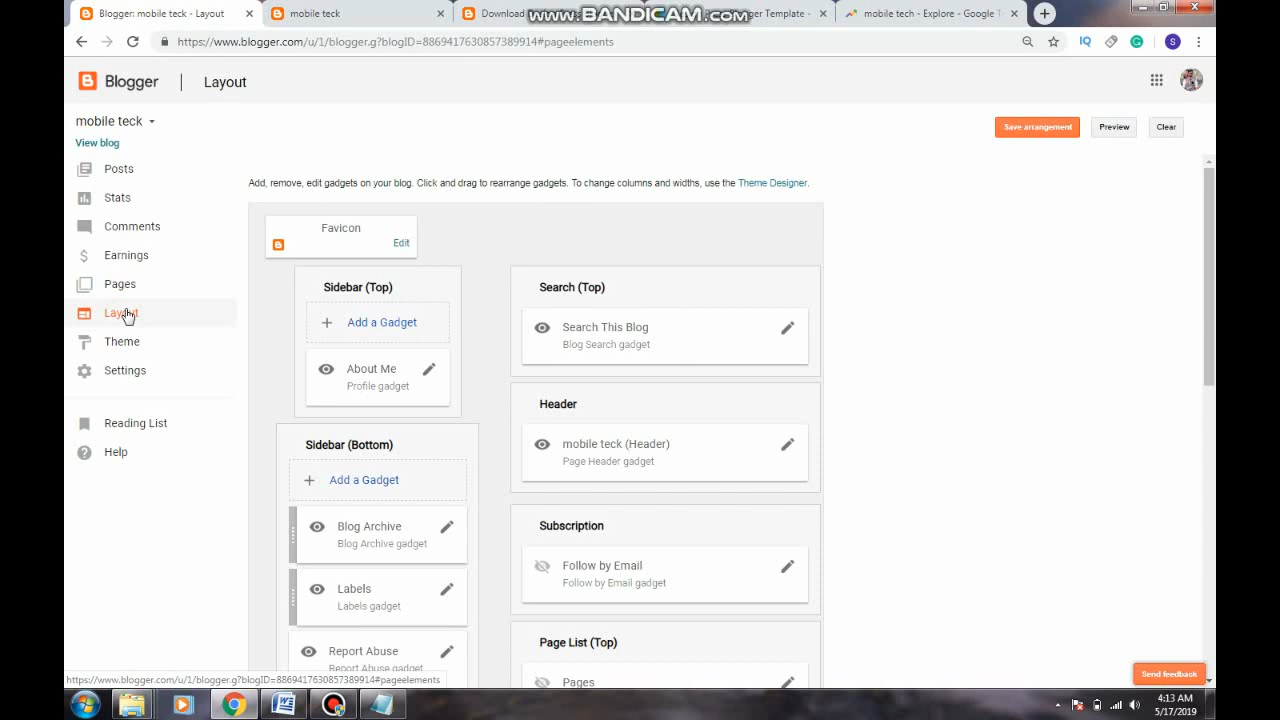 Blogger: mobile teck - Layout
mobile teck
Download
www.BANDICAM.com
ger Template -
mobile tech - Explore - Google T
https://www.blogger.com/u/1/blogger.g?blogID=8869417630857389914#pageelements
IQ
S
Blogger
Layout
mobile teck
View blog
Save arrangement
Preview
Clear
Posts
Stats
Comments
Earnings
Pages
Layout
Theme
Settings
Reading List
Help
Add, remove, edit gadgets on your blog. Click and drag to rearrange gadgets. To change columns and widths, use the Theme Designer.
Favicon
Edit
Sidebar (Top)
Add a Gadget
About Me
Profile gadget
Sidebar (Bottom)
Add a Gadget
Blog Archive
Blog Archive gadget
Labels
Labels gadget
Report Abuse
Report Abuse gadget
Search (Top)
Search This Blog
Blog Search gadget
Header
mobile teck (Header)
Page Header gadget
Subscription
Follow by Email
Follow by Email gadget
Page List (Top)
Pages
Send feedback
https://www.blogger.com/u/1/blogger.g?blogID=8869417630857389914#pageelements
4:13 AM
5/17/2019